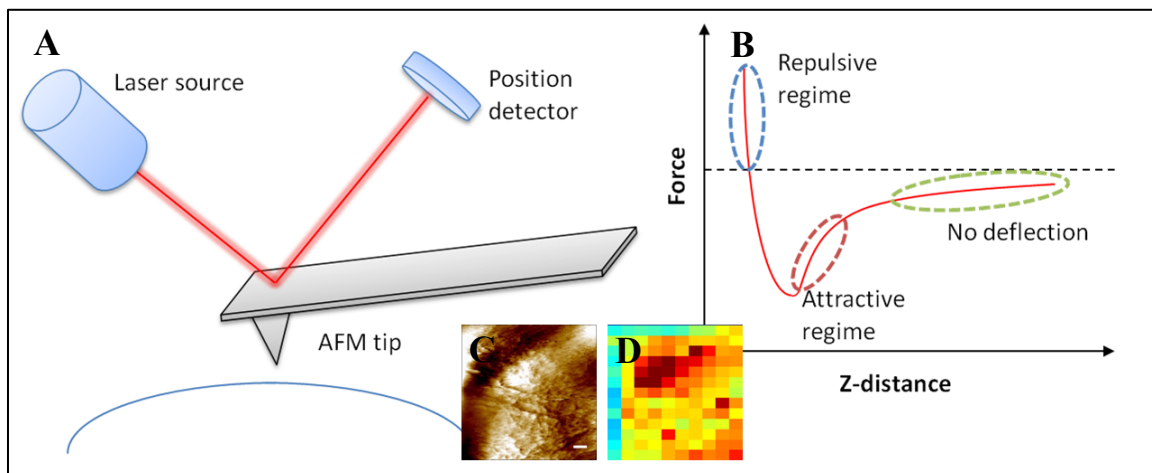 A
Laser source
Position
detector
AFM tip
B
Repulsive
regime
Force
No deflection
Attractive
regime
Z-distance
C
D